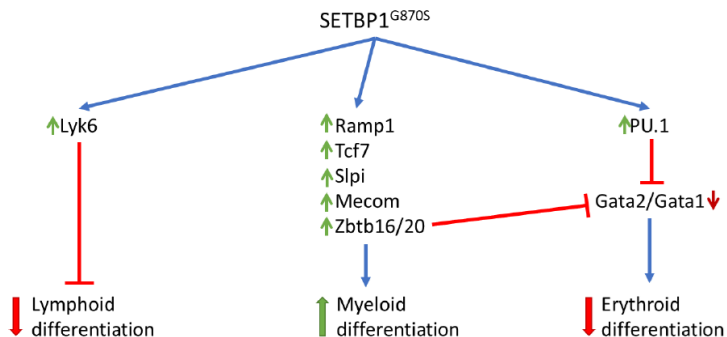 SETBP1G870S
Lyk6
Ramp1
Tcf7
Slpi
Mecom
Zbtb16/20
PU.1
Gata2/Gata1
Lymphoid
differentiation
Myeloid
differentiation
Erythroid
differentiation